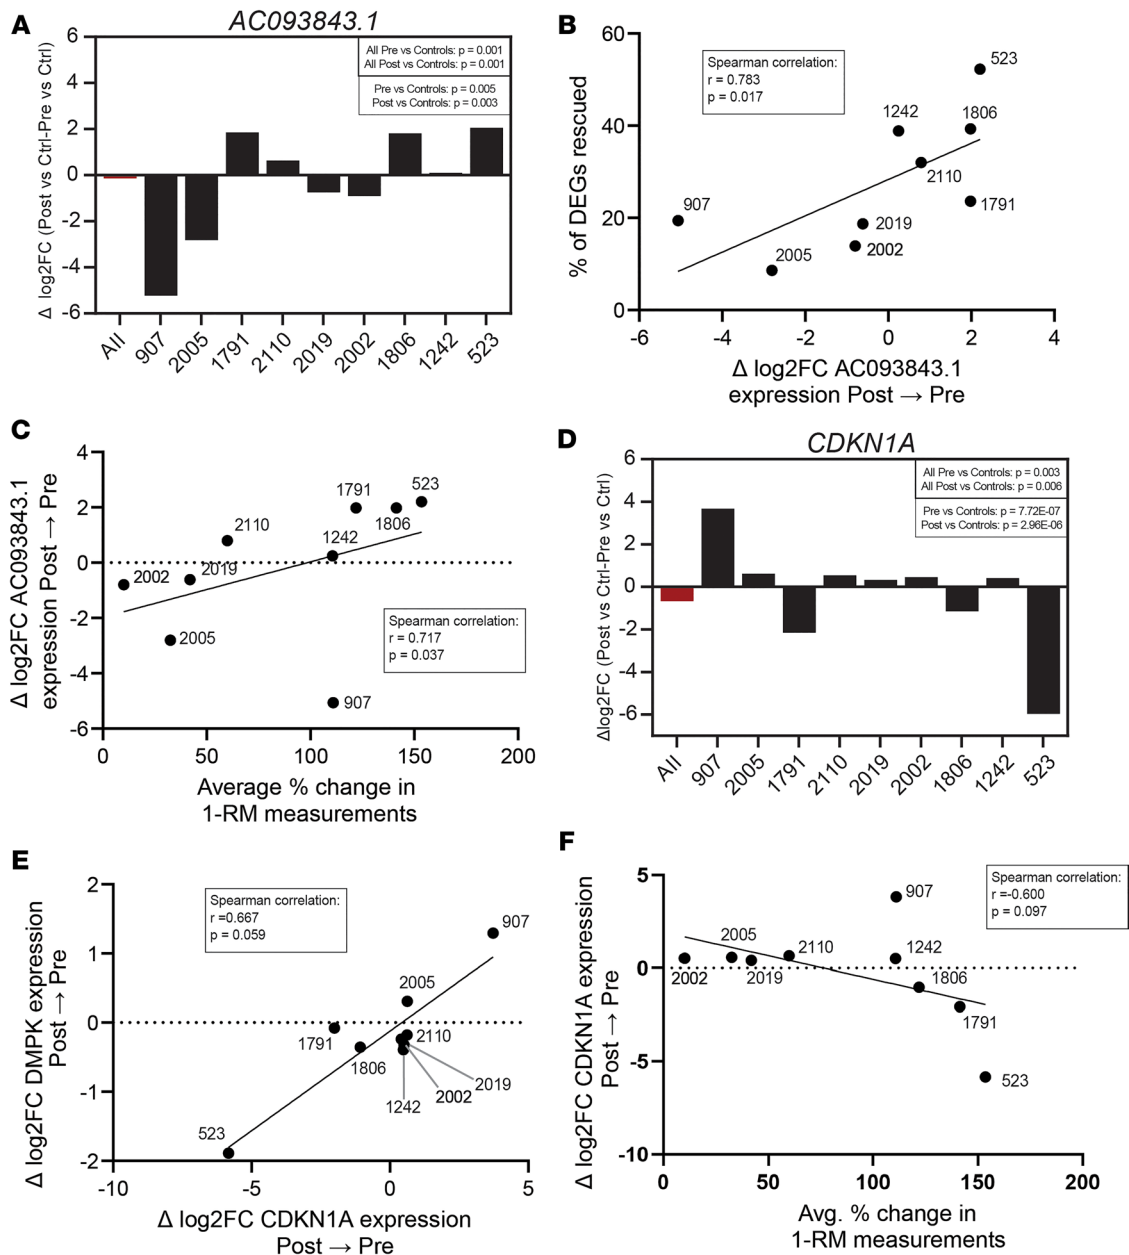 A
AC093843.1
Δ log2FC (Post vs Ctrl-Pre vs Ctrl)
6
4
2
0
-2
-4
-6
All Pre vs Controls: p = 0.001
All Post vs Controls: p = 0.001
Pre vs Controls: p = 0.005
Post vs Controls: p = 0.003
All
907
2005
1791
2110
2019
2002
1806
1242
523
B
% of DEGs rescued
60
40
20
0
Spearman correlation:
r = 0.783
p = 0.017
523
1242
1806
2110
907
1791
2019
2002
2005
-6
-4
-2
0
2
4
Δ log2FC AC093843.1
expression Post → Pre
C
Δ log2FC AC093843.1
expression Post → Pre
4
2
0
-2
-4
-6
523
1791
1806
2110
1242
2002
2019
2005
907
Spearman correlation:
r = 0.717
p = 0.037
0
50
100
150
200
Average % change in
1-RM measurements
D
CDKN1A
Δlog2FC (Post vs Ctrl-Pre vs Ctrl)
6
4
2
0
-2
-4
-6
All Pre vs Controls: p = 0.003
All Post vs Controls: p = 0.006
Pre vs Controls: p = 7.72E-07
Post vs Controls: p = 2.96E-06
All
907
2005
1791
2110
2019
2002
1806
1242
523
E
Δ log2FC DMPK expression
Post → Pre
2
1
0
-1
-2
Spearman correlation:
r =0.667
p = 0.059
907
2005
1791
2110
1806
2019
2002
1242
523
-10
-5
0
5
Δ log2FC CDKN1A expression
Post → Pre
F
Δ log2FC CDKN1A expression
Post → Pre
5
0
-5
-10
Spearman correlation:
r =-0.600
p = 0.097
907
2005
2110
1242
2002
2019
1806
1791
523
0
50
100
150
200
Avg. % change in
1-RM measurements